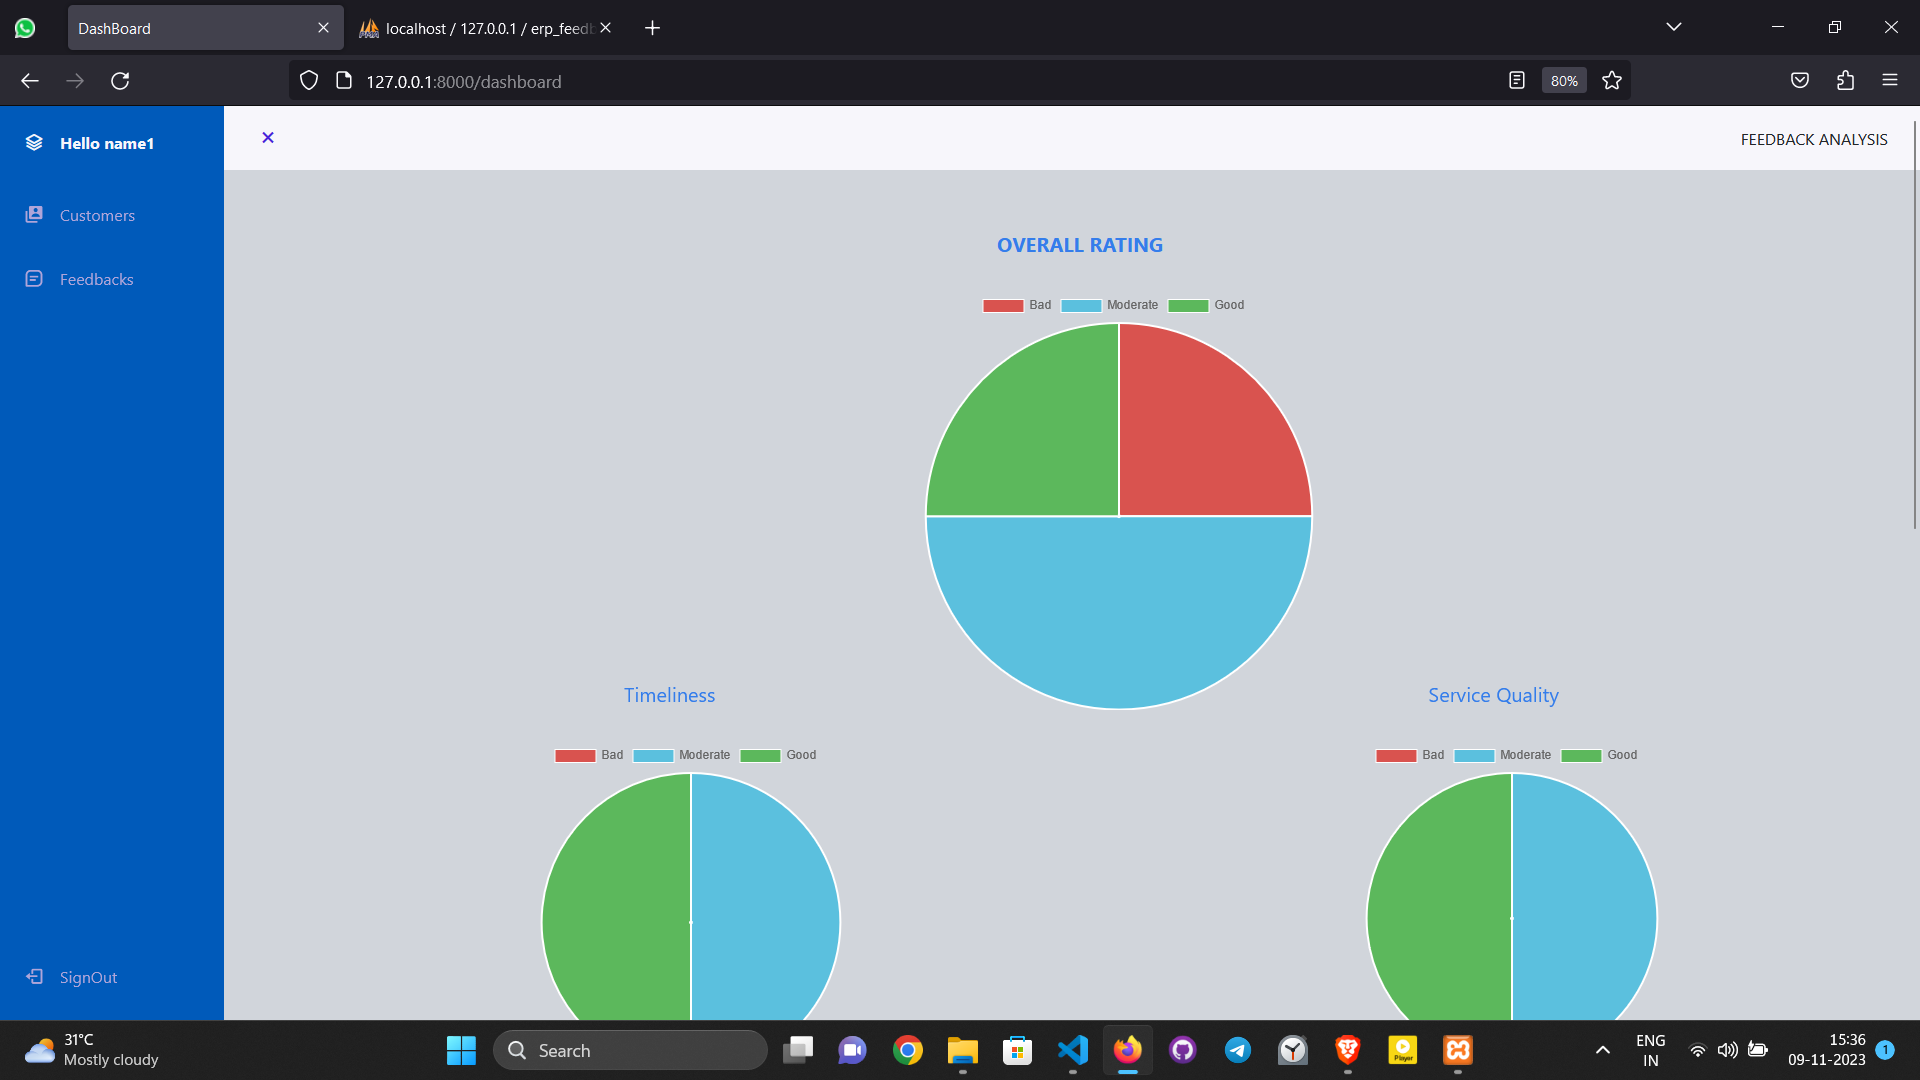 DashBoard
localhost / 127.0.0.1 / erp_feedb
127.0.0.1:8000/dashboard
80%
Hello name1
FEEDBACK ANALYSIS
Customers
Feedbacks
OVERALL RATING
Bad Moderate Good
Timeliness
Service Quality
Bad Moderate Good
Bad Moderate Good
SignOut
31°C
Mostly cloudy
Search
Player
ENG
IN
15:36
09-11-2023
1